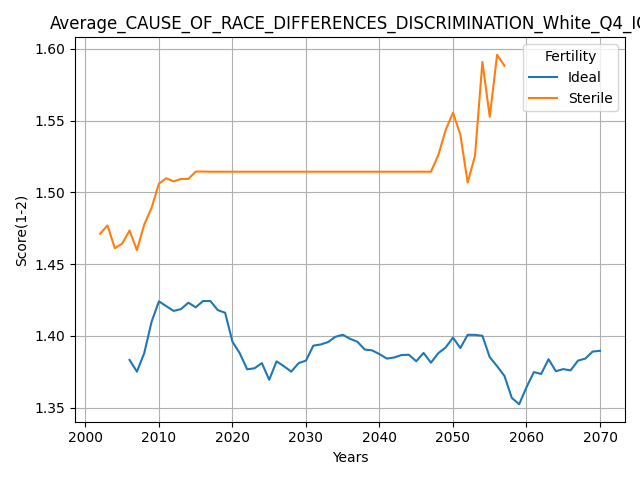 Average_CAUSE_OF_RACE_DIFFERENCES_DISCRIMINATION_White_Q4_IC
Fertility
Ideal
Sterile
Score(1-2)
1.60
1.55
1.50
1.45
1.40
1.35
2000 2010 2020 2030 2040 2050 2060 2070
Years